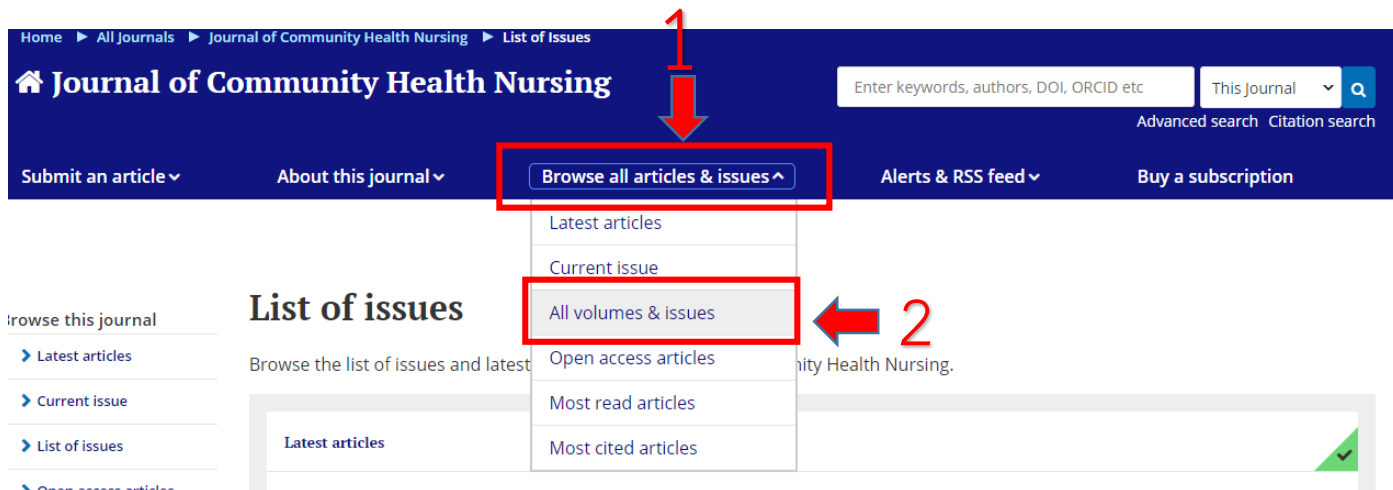 1
Home ▶ All Journals ▶ Journal of Community Health Nursing ▶ List of Issues
Journal of Community Health Nursing
Enter keywords, authors, DOI, ORCID etc
This Journal
Advanced search Citation search
Submit an article
About this journal
Browse all articles & issues
Alerts & RSS feed
Buy a subscription
Latest articles
Current issue
All volumes & issues
2
Open access articles
Most read articles
Most cited articles
rowse this journal
Latest articles
Current issue
List of issues
Open access articles
List of issues
Browse the list of issues and latest
nity Health Nursing.
Latest articles